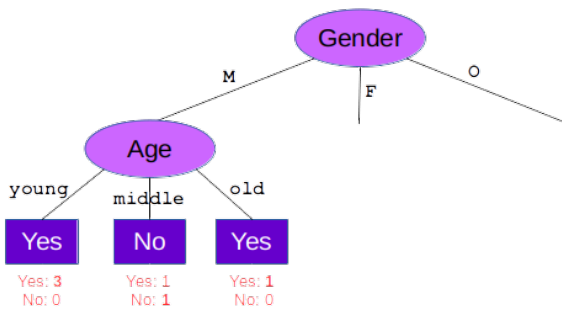 Gender
M
F
O
Age
young
middle
old
Yes
No
Yes
Yes: 3
No: 0
Yes: 1
No: 1
Yes: 1
No: 0